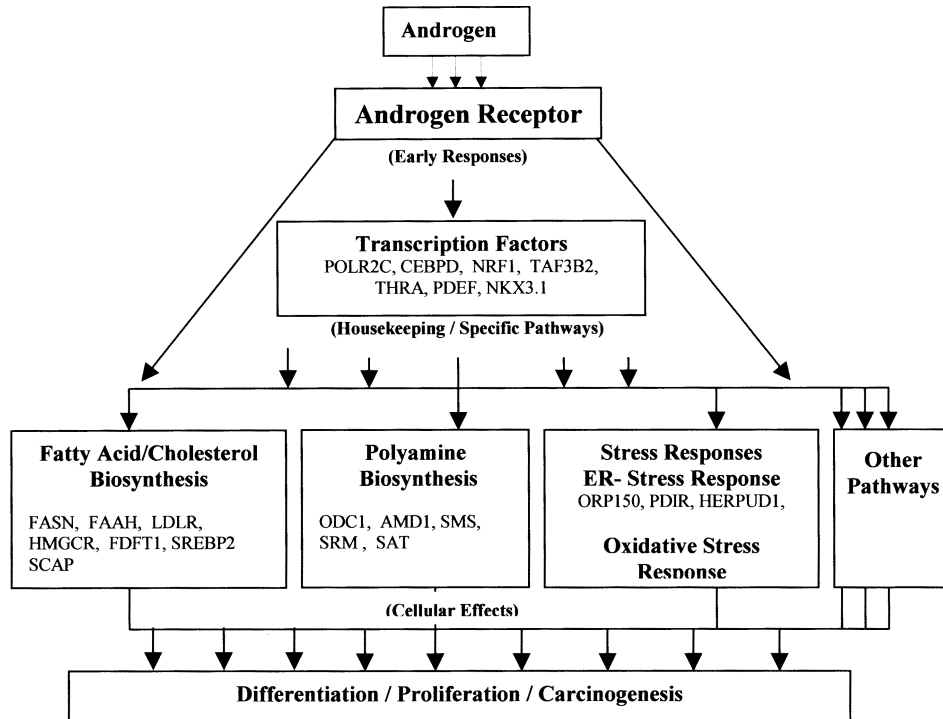 Androgen
Androgen Receptor
(Early Responses)
Transcription Factors
POLR2C, CEBPD, NRF1, TAF3B2,
THRA, PDEF, NKX3.1
(Housekeeping / Specific Pathways)
Fatty Acid/Cholesterol
Biosynthesis
FASN, FAAH, LDLR,
HMGCR, FDFT1, SREBP2
SCAP
Polyamine
Biosynthesis
ODC1, AMD1, SMS,
SRM, SAT
Stress Responses
ER- Stress Response
ORP150, PDIR, HERPUD1,
Oxidative Stress
Response
Other
Pathways
(Cellular Effects)
Differentiation / Proliferation / Carcinogenesis